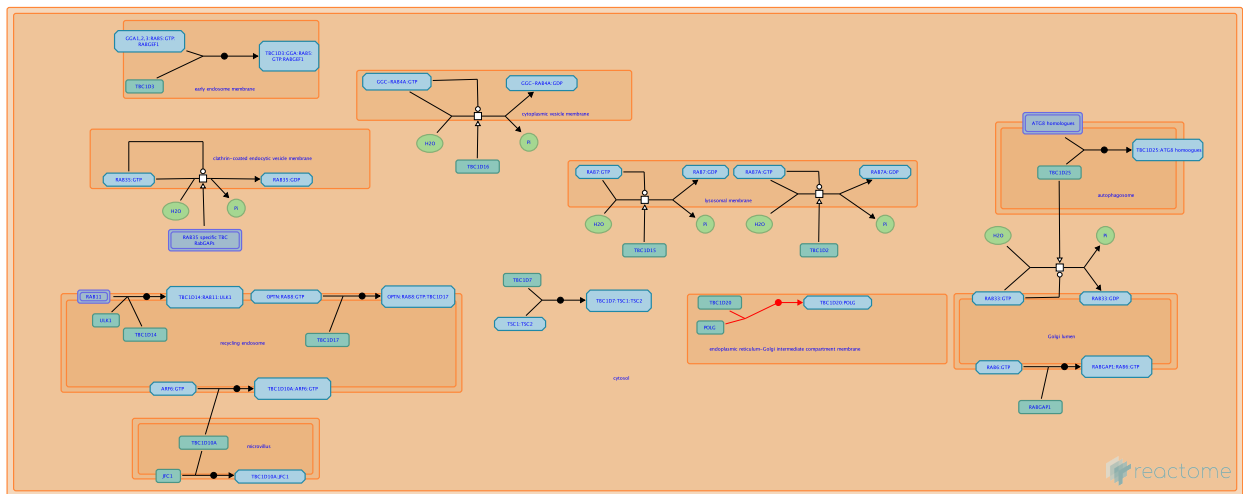 GGA1,2,3:RAB5:GTP:
RABGEF1
TBC1D3:GGA:RAB5:
GTP:RABGEF1
TBC1D3
early endosome membrane
GGC-RAB4A:GTP
GGC-RAB4A:GDP
cytoplasmic vesicle membrane
H2O
Pi
TBC1D16
clathrin-coated endocytic vesicle membrane
RAB35:GTP
RAB35:GDP
H2O
Pi
RAB35 specific TBC
RabGAPs
RAB7:GTP
RAB7:GDP
RAB7A:GTP
RAB7A:GDP
lysosomal membrane
H2O
Pi
H2O
Pi
TBC1D15
TBC1D2
ATG8 homologues
TBC1D25:ATG8 homologues
TBC1D25
autophagosome
H2O
Pi
RAB33:GTP
RAB33:GDP
Golgi lumen
RAB6:GTP
RABGAP1:RAB6:GTP
RABGAP1
RAB11
TBC1D14:RAB11:ULK1
ULK1
TBC1D14
OPTN:RAB8:GTP
OPTN:RAB8:GTP:TBC1D17
TBC1D17
recycling endosome
ARF6:GTP
TBC1D10A:ARF6:GTP
TBC1D10A
microvillus
JFC1
TBC1D10A:JFC1
TBC1D7
TBC1D7:TSC1:TSC2
TSC1:TSC2
cytosol
TBC1D20
TBC1D20:POLG
POLG
endoplasmic reticulum-Golgi intermediate compartment membrane
reactome